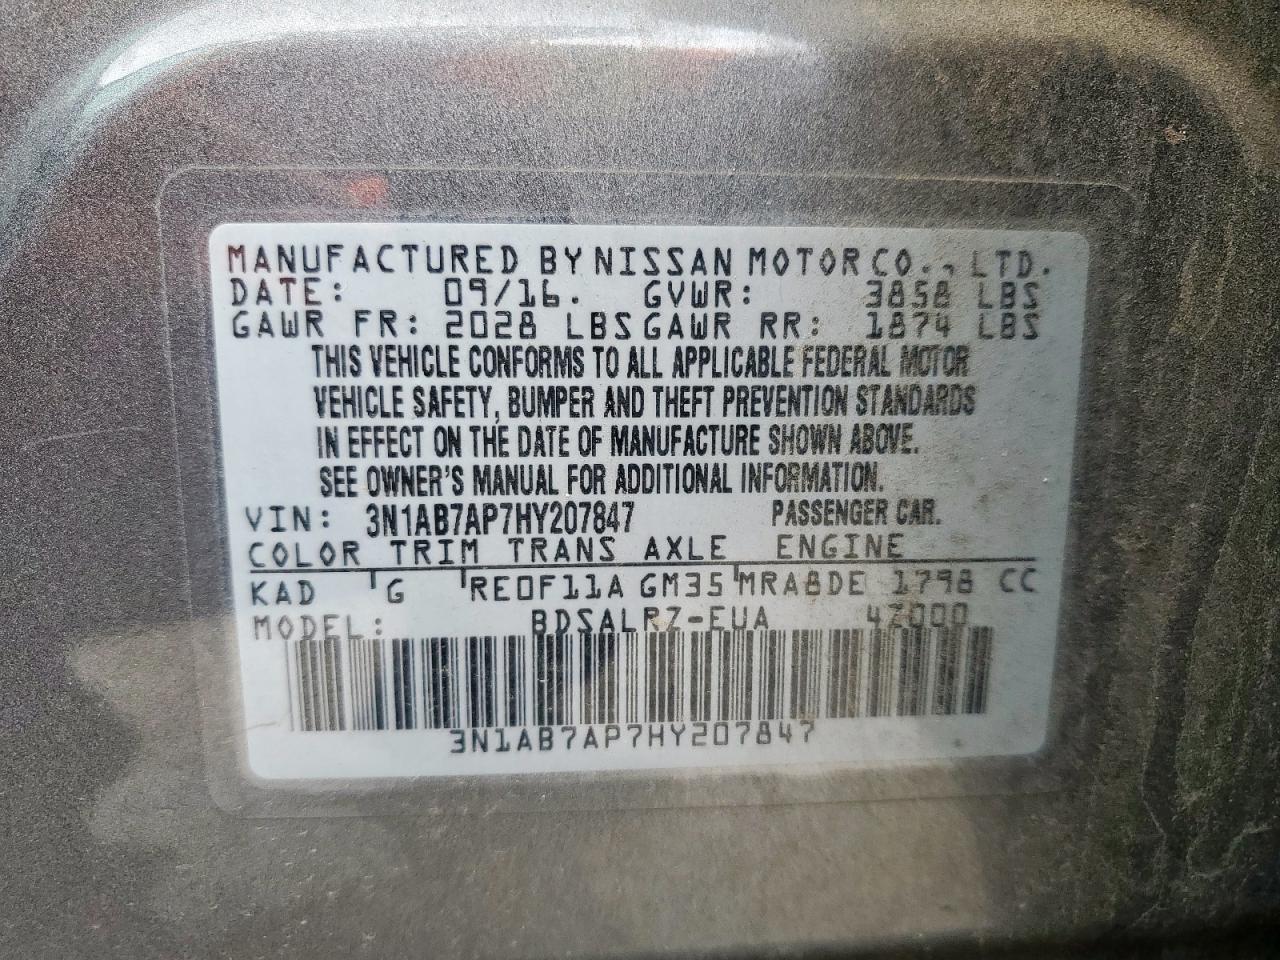 MANUFACTURED BY NISSAN MOTOR CO., LTD.
DATE: 09/16. GVWR: 3858 LBS
GAWR FR: 2028 LBS GAWR RR: 1874 LBS
THIS VEHICLE CONFORMS TO ALL APPLICABLE FEDERAL MOTOR
VEHICLE SAFETY, BUMPER AND THEFT PREVENTION STANDARDS
IN EFFECT ON THE DATE OF MANUFACTURE SHOWN ABOVE.
SEE OWNER'S MANUAL FOR ADDITIONAL INFORMATION.
VIN: 3N1AB7AP7HY207847 PASSENGER CAR.
COLOR TRIM TRANS AXLE ENGINE
KAD G RE0F11A GM35 MRA8DE 1798 CC
MODEL: BDSALRZ-EUA 4Z000
3N1AB7AP7HY207847